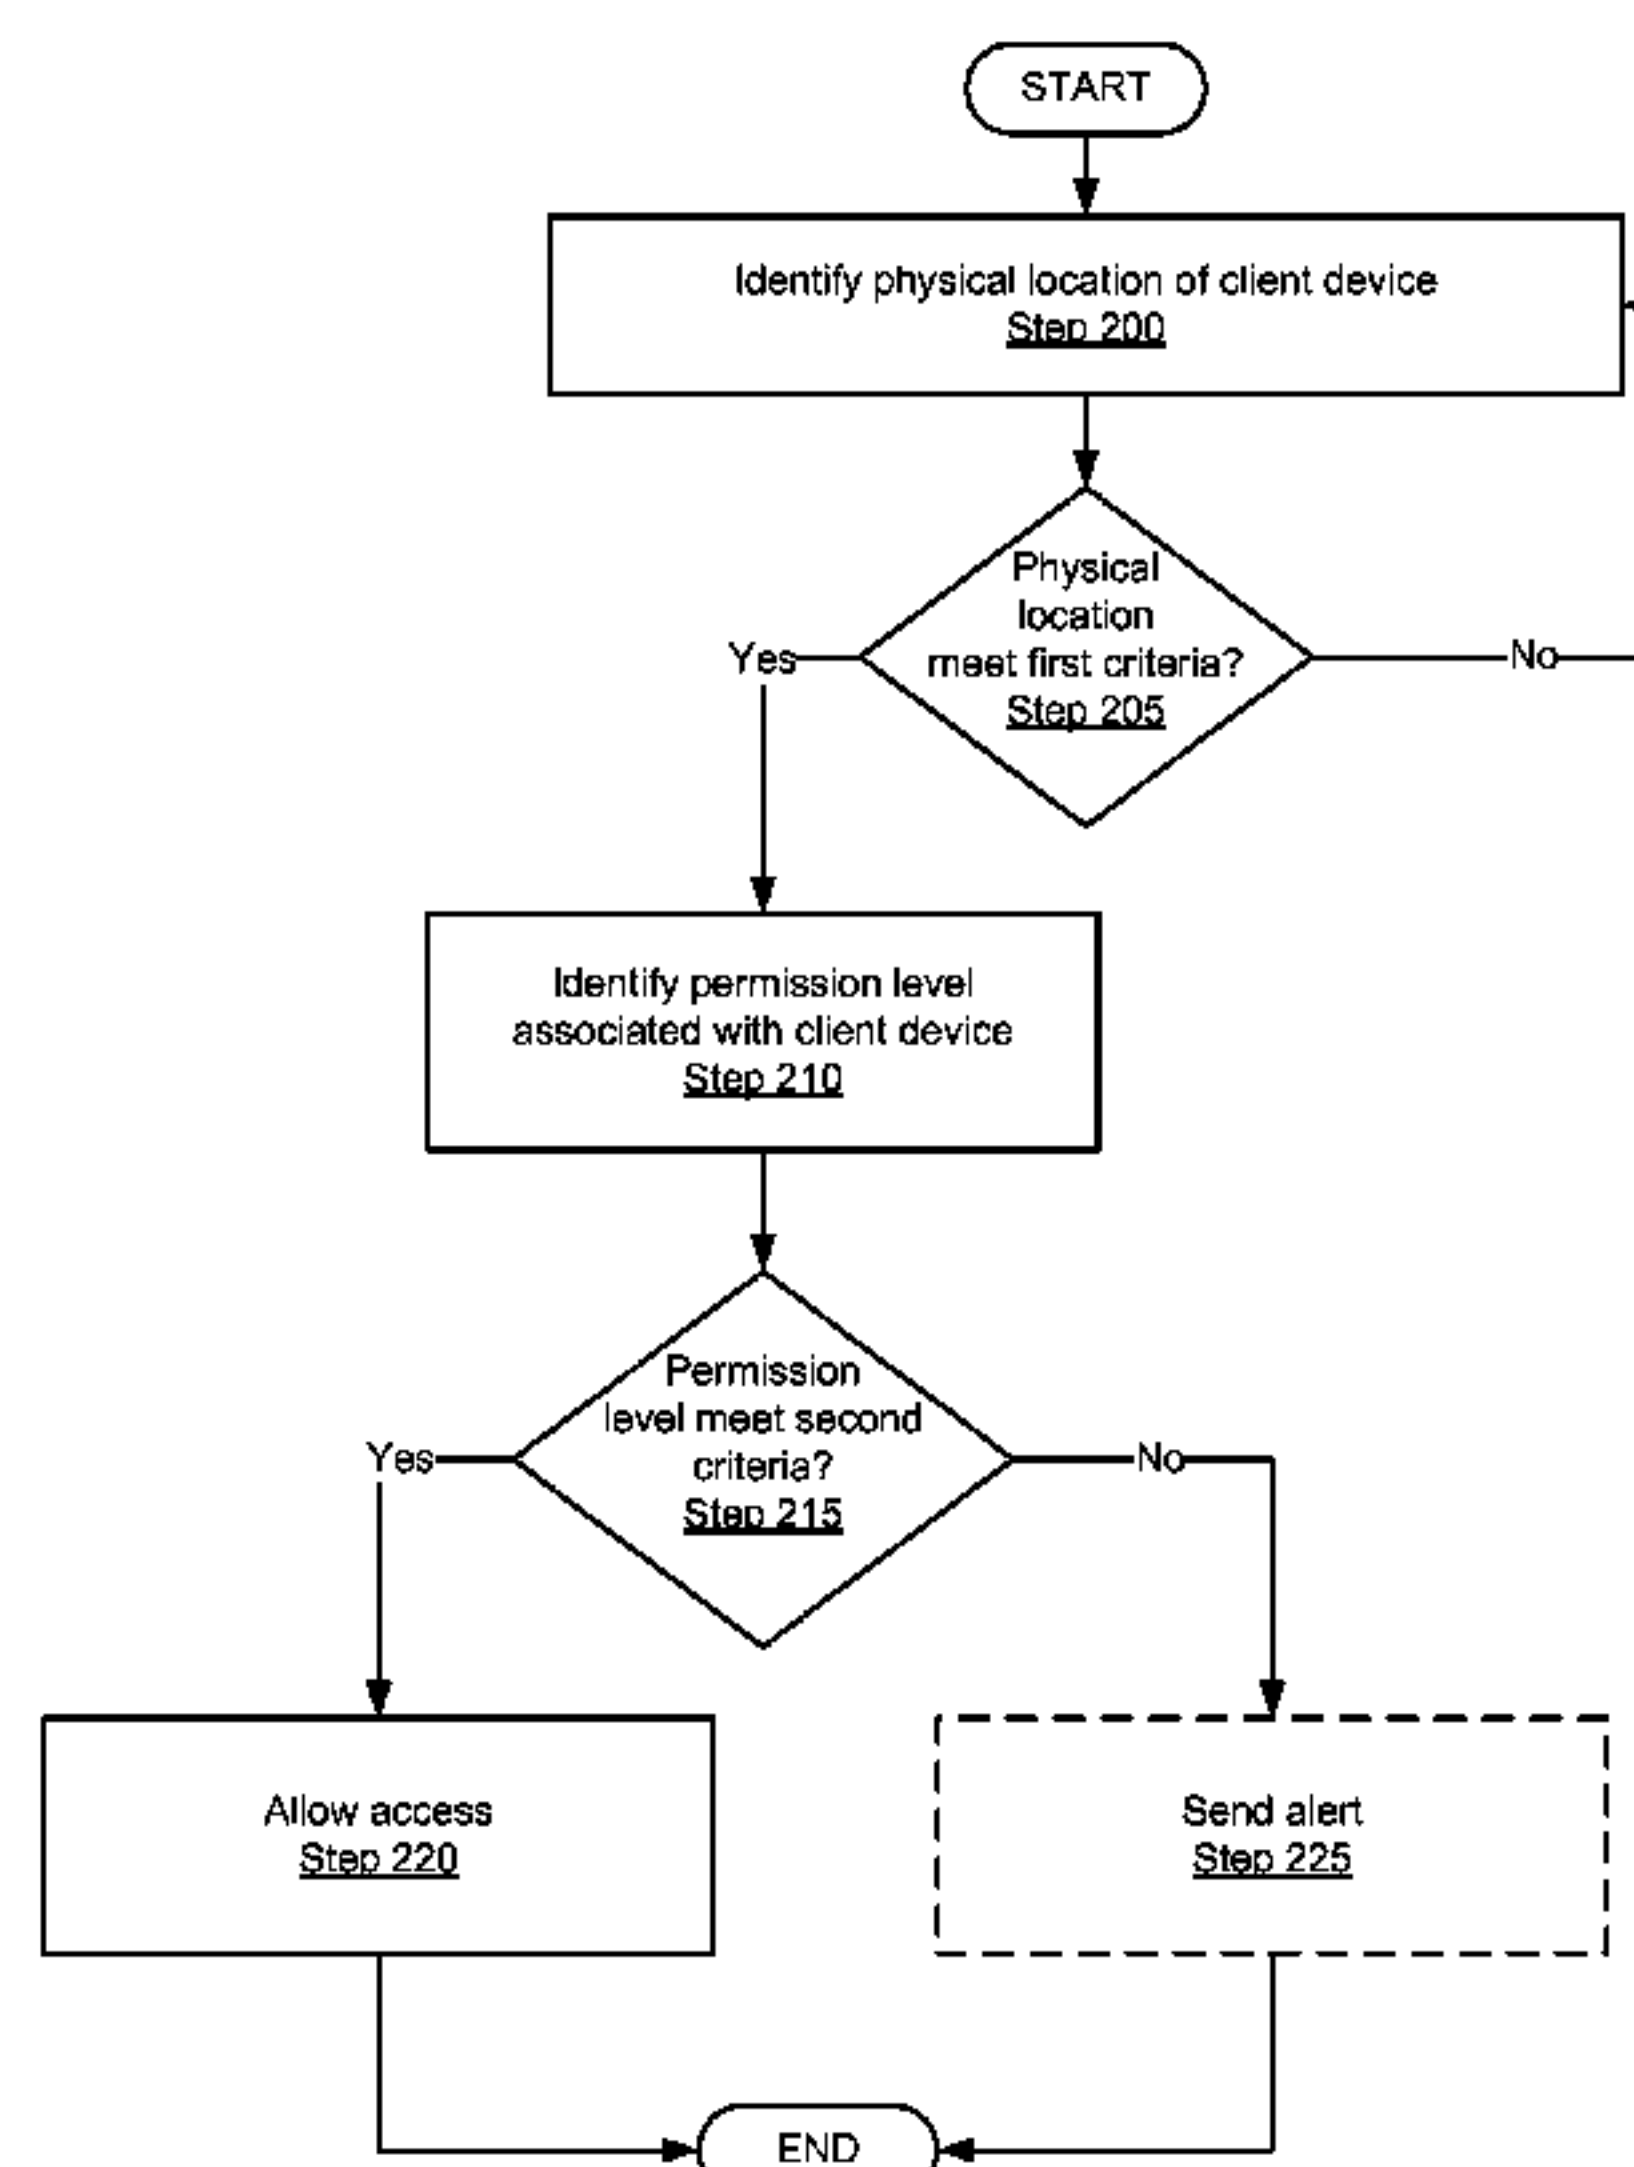 START
Identify physical location of client device
Step 200
Physical
location
meet first criteria?
Step 205
Yes
No
Identify permission level
associated with client device
Step 210
Permission
level meet second
criteria?
Step 215
Yes
No
Allow access
Step 220
Send alert
Step 225
END